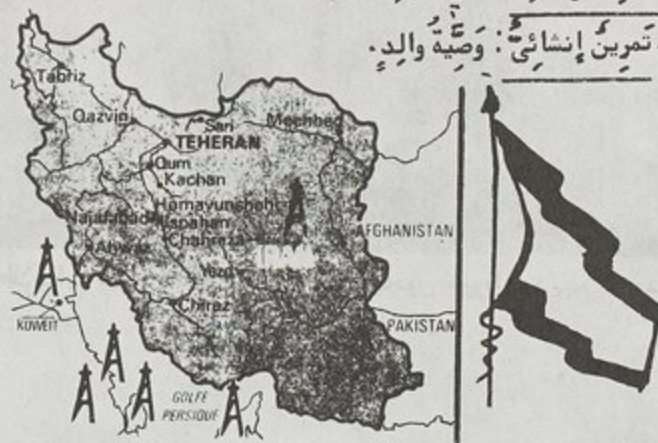 تَمرِينٌ إِنشائِىٌّ : وَصِيَّةُ والِدٍ.
Tabriz
Qazvin
Sari
Mechhed
TEHERAN
Qum
Kachan
Homayunshahr
Najafabad
Ispahan
Chahreza
Ahwaz
AFGHANISTAN
Yezd
Chiraz
KOWEIT
PAKISTAN
GOLFE
PERSIQUE